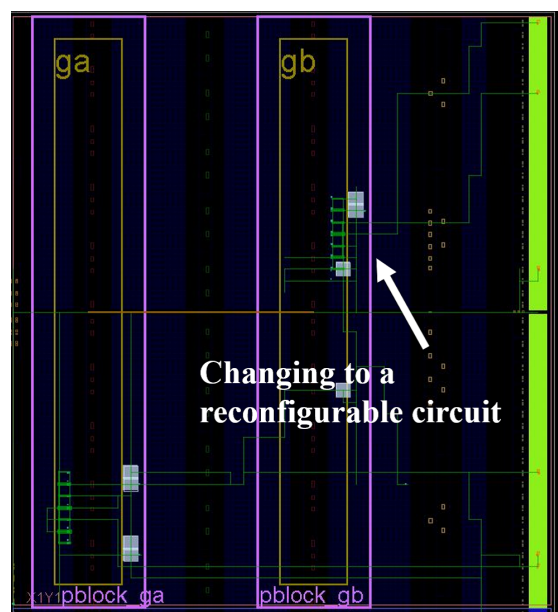 ga
gb
Changing to a
reconfigurable circuit
X1Y1
pblock_ga
pblock_gb